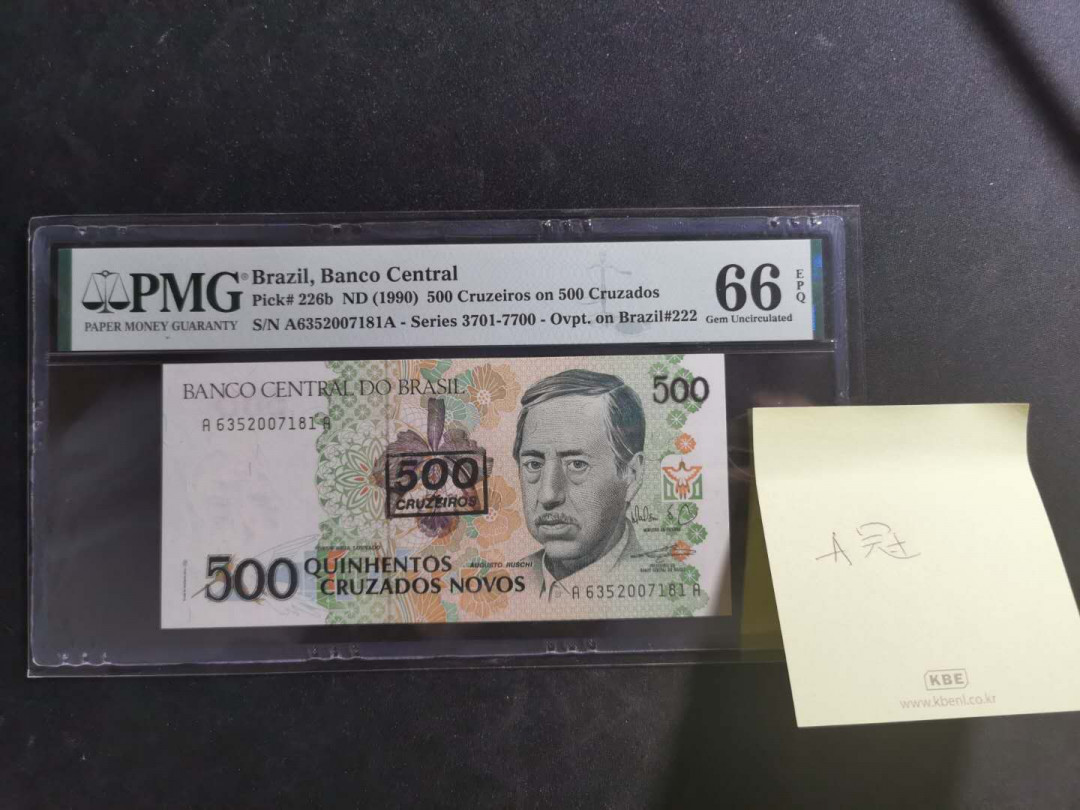 PMG®
PAPER MONEY GUARANTY
Brazil, Banco Central
Pick# 226b ND (1990) 500 Cruzeiros on 500 Cruzados
S/N A6352007181A - Series 3701-7700 - Ovpt. on Brazil#222
66
EPQ
Gem Uncirculated
BANCO CENTRAL DO BRASIL
500
A 6352007181 A
500
CRUZEIROS
500
QUINHENTOS
CRUZADOS NOVOS
AUGUSTO RUSCHI
A 6352007181 A
A冠
KBE
www.kbenl.co.kr